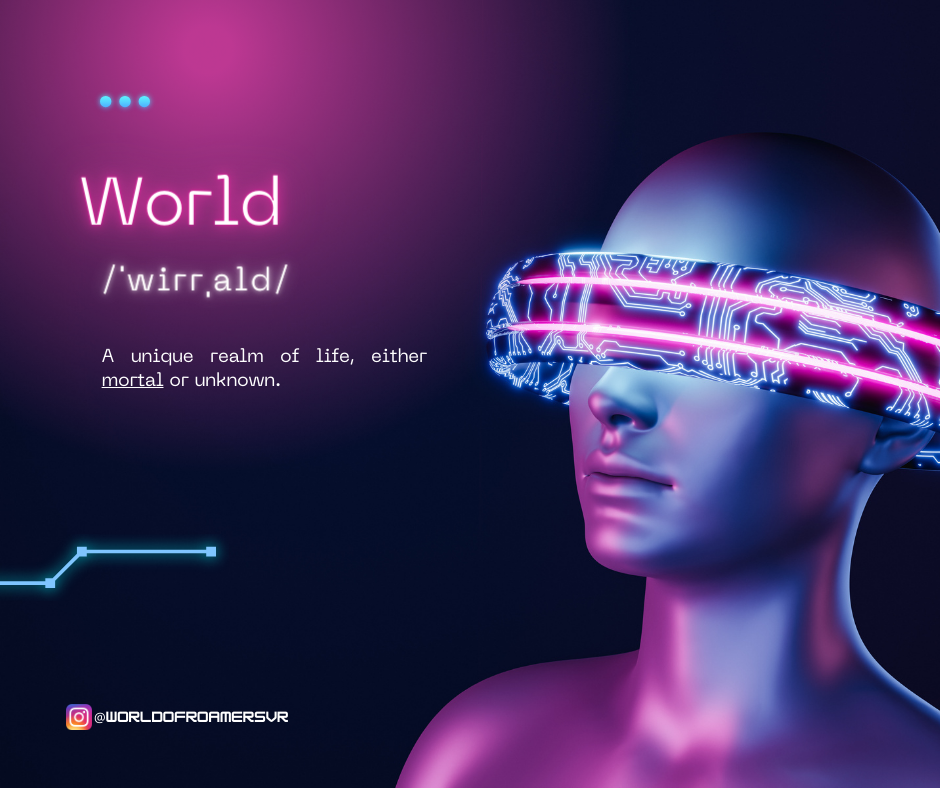 World
/ˈwirrˌald/
A unique realm of life, either
mortal or unknown.
@WORLDOFROAMERSVR